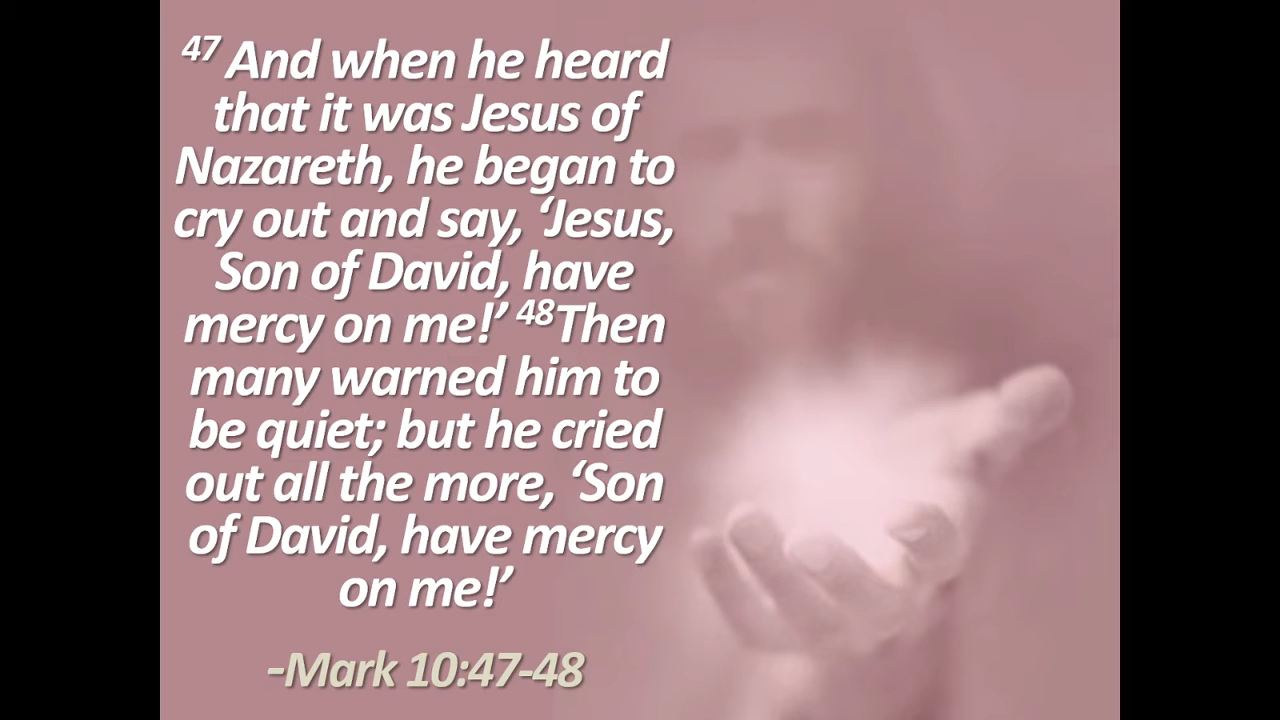 47 And when he heard
that it was Jesus of
Nazareth, he began to
cry out and say, ‘Jesus,
Son of David, have
mercy on me!’ 48Then
many warned him to
be quiet; but he cried
out all the more, ‘Son
of David, have mercy
on me!’
-Mark 10:47-48